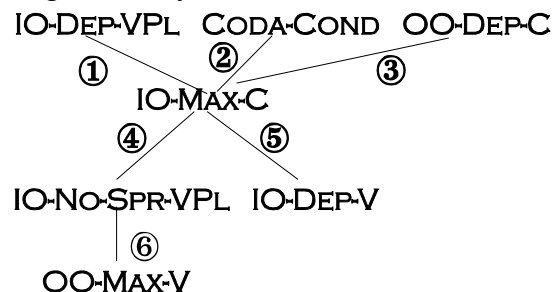 IO-DEP-VPL CODA-COND OO-DEP-C
① ② ③
IO-MAX-C
④ ⑤
IO-NO-SPR-VPL IO-DEP-V
⑥
OO-MAX-V